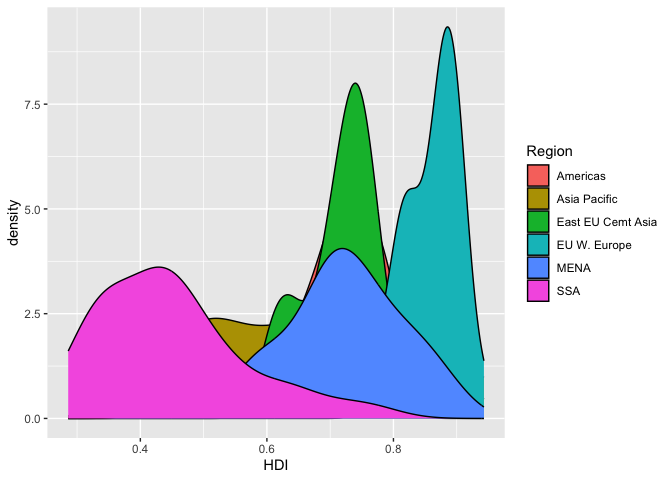 7.5
5.0
2.5
0.0
density
0.4
0.6
0.8
HDI
Region
Americas
Asia Pacific
East EU Cemt Asia
EU W. Europe
MENA
SSA